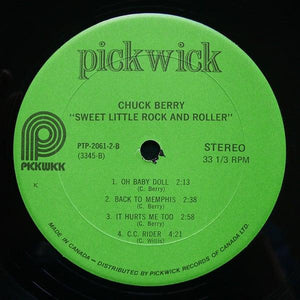 pickwick
CHUCK BERRY
"SWEET LITTLE ROCK AND ROLLER"
PICKWICK
PTP-2061-2-B
(3345-B)
STEREO
33 1/3 RPM
K
1. OH BABY DOLL 2:13
(C. Berry)
2. BACK TO MEMPHIS 2:38
(C. Berry)
3. IT HURTS ME TOO 2:58
(C. Berry)
4. C.C. RIDER 4:21
(C. Willis)
MADE IN CANADA — DISTRIBUTED BY PICKWICK RECORDS OF CANADA LTD.